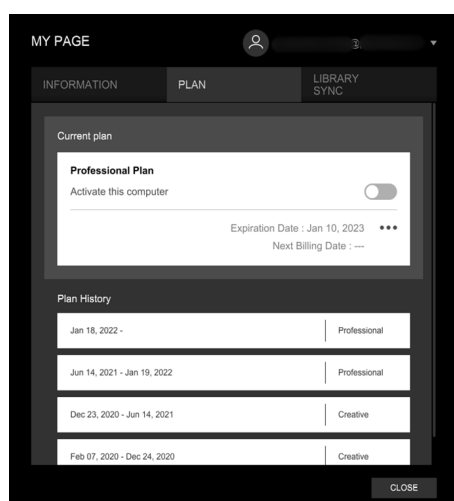 MY PAGE
INFORMATION
PLAN
LIBRARY
SYNC
Current plan
Professional Plan
Activate this computer
Expiration Date : Jan 10, 2023 •••
Next Billing Date : ---
Plan History
Jan 18, 2022 - Professional
Jun 14, 2021 - Jan 19, 2022 Professional
Dec 23, 2020 - Jun 14, 2021 Creative
Feb 07, 2020 - Dec 24, 2020 Creative
CLOSE